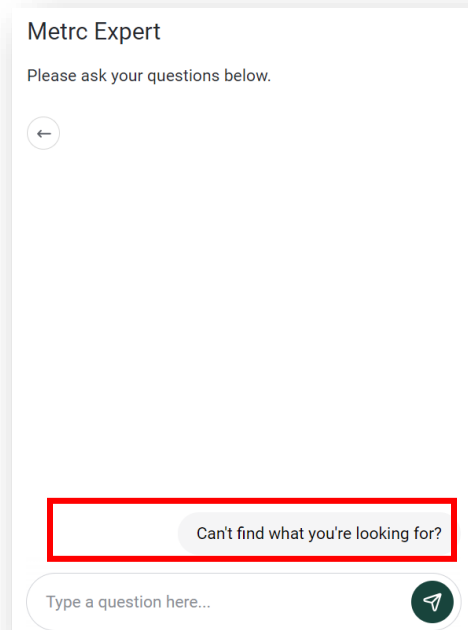 Metrc Expert
Please ask your questions below.
Can't find what you're looking for?
Type a question here...